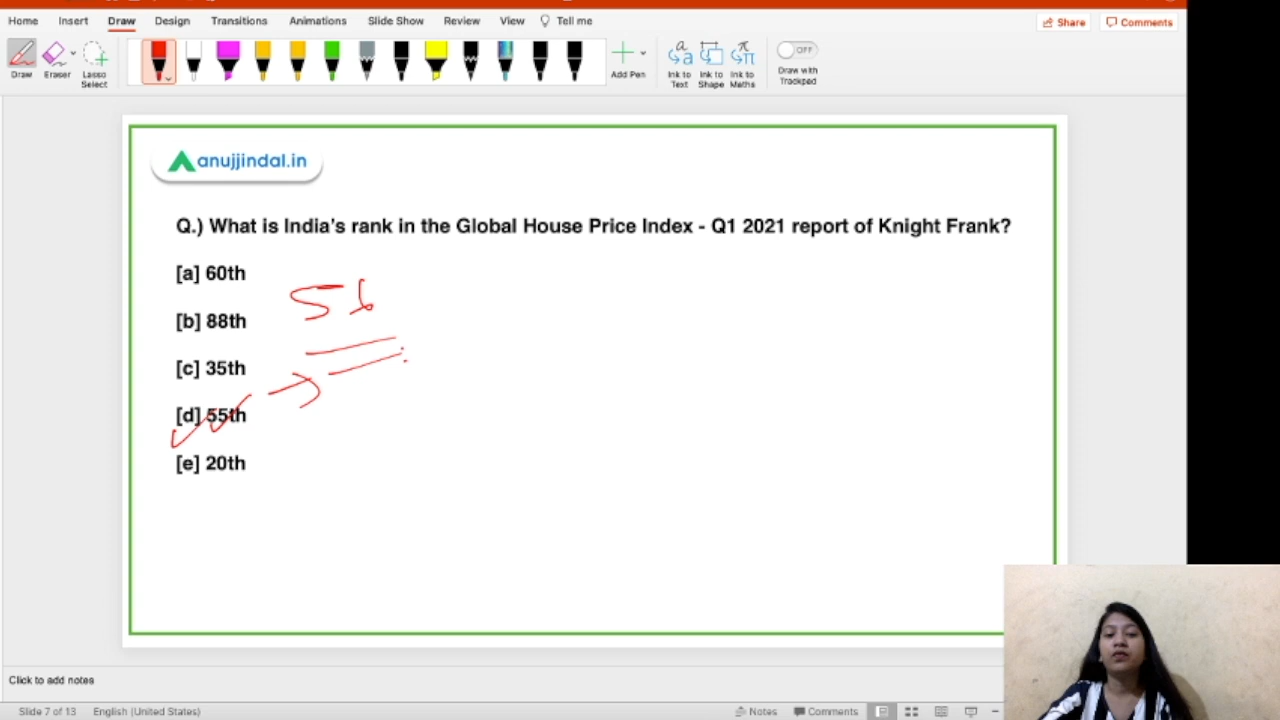 Home Insert Draw Design Transitions Animations Slide Show Review View Tell me Share Comments
Draw Eraser Lasso Select Add Pen Ink to Text Ink to Shape Ink to Maths OFF Draw with Trackpad
anujjindal.in
Q.) What is India's rank in the Global House Price Index - Q1 2021 report of Knight Frank?
[a] 60th
56
[b] 88th
[c] 35th
[d] 55th
[e] 20th
Click to add notes
Slide 7 of 13 English (United States) Notes Comments